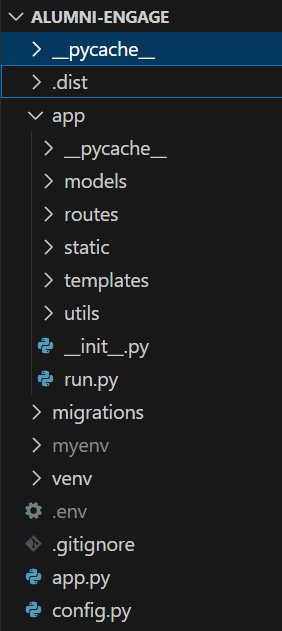 ALUMNI-ENGAGE
__pycache__
.dist
app
__pycache__
models
routes
static
templates
utils
__init__.py
run.py
migrations
myenv
venv
.env
.gitignore
app.py
config.py